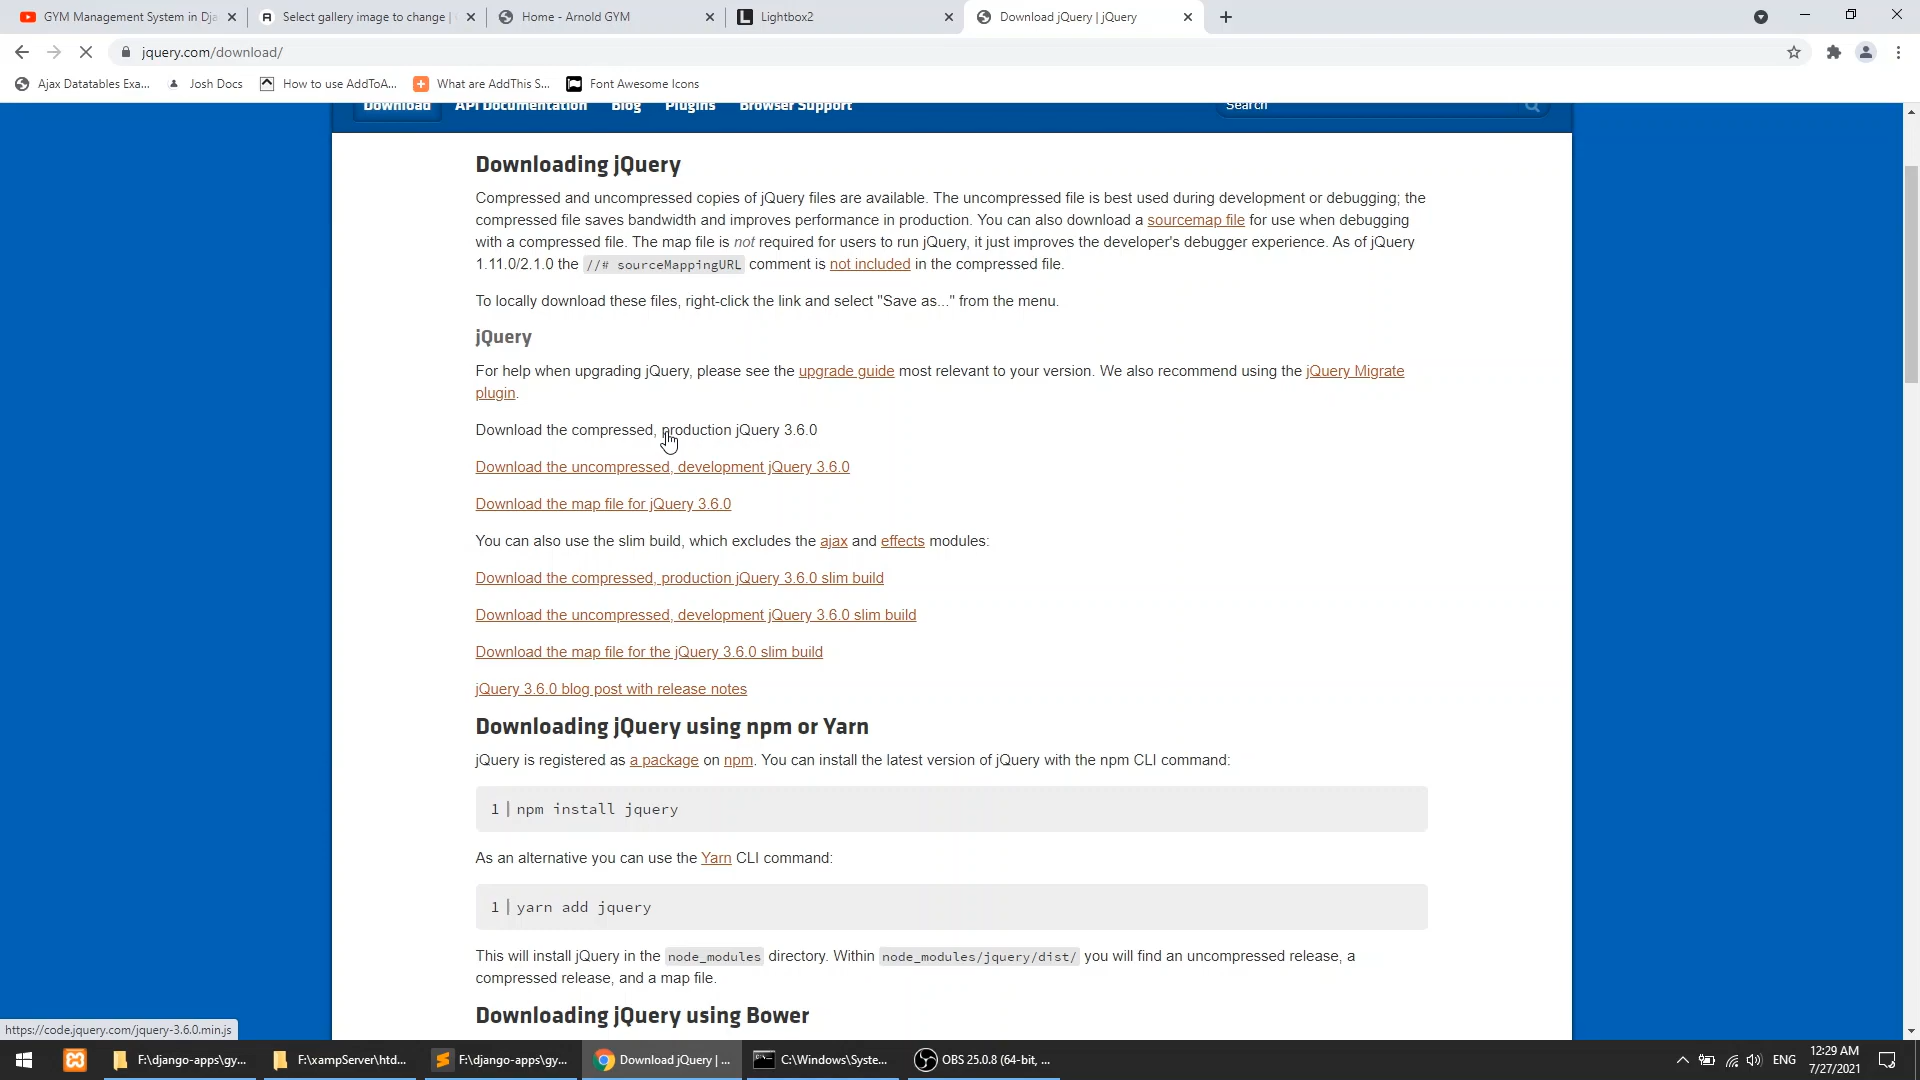 GYM Management System in Dja
Select gallery image to change |
Home - Arnold GYM
Lightbox2
Download jQuery | jQuery
jquery.com/download/
Ajax Datatables Exa...
Josh Docs
How to use AddToA...
What are AddThis S...
Font Awesome Icons
Download
API Documentation
Blog
Plugins
Browser Support
Search
Downloading jQuery
Compressed and uncompressed copies of jQuery files are available. The uncompressed file is best used during development or debugging; the
compressed file saves bandwidth and improves performance in production. You can also download a sourcemap file for use when debugging
with a compressed file. The map file is not required for users to run jQuery, it just improves the developer's debugger experience. As of jQuery
1.11.0/2.1.0 the //# sourceMappingURL comment is not included in the compressed file.
To locally download these files, right-click the link and select "Save as..." from the menu.
jQuery
For help when upgrading jQuery, please see the upgrade guide most relevant to your version. We also recommend using the jQuery Migrate
plugin.
Download the compressed, production jQuery 3.6.0
Download the uncompressed, development jQuery 3.6.0
Download the map file for jQuery 3.6.0
You can also use the slim build, which excludes the ajax and effects modules:
Download the compressed, production jQuery 3.6.0 slim build
Download the uncompressed, development jQuery 3.6.0 slim build
Download the map file for the jQuery 3.6.0 slim build
jQuery 3.6.0 blog post with release notes
Downloading jQuery using npm or Yarn
jQuery is registered as a package on npm. You can install the latest version of jQuery with the npm CLI command:
1 npm install jquery
As an alternative you can use the Yarn CLI command:
1 yarn add jquery
This will install jQuery in the node_modules directory. Within node_modules/jquery/dist/ you will find an uncompressed release, a
compressed release, and a map file.
Downloading jQuery using Bower
https://code.jquery.com/jquery-3.6.0.min.js
F:\django-apps\gy...
F:\xampServer\htd...
F:\django-apps\gy...
Download jQuery | ...
C:\Windows\Syste...
OBS 25.0.8 (64-bit, ...
ENG
12:29 AM
7/27/2021